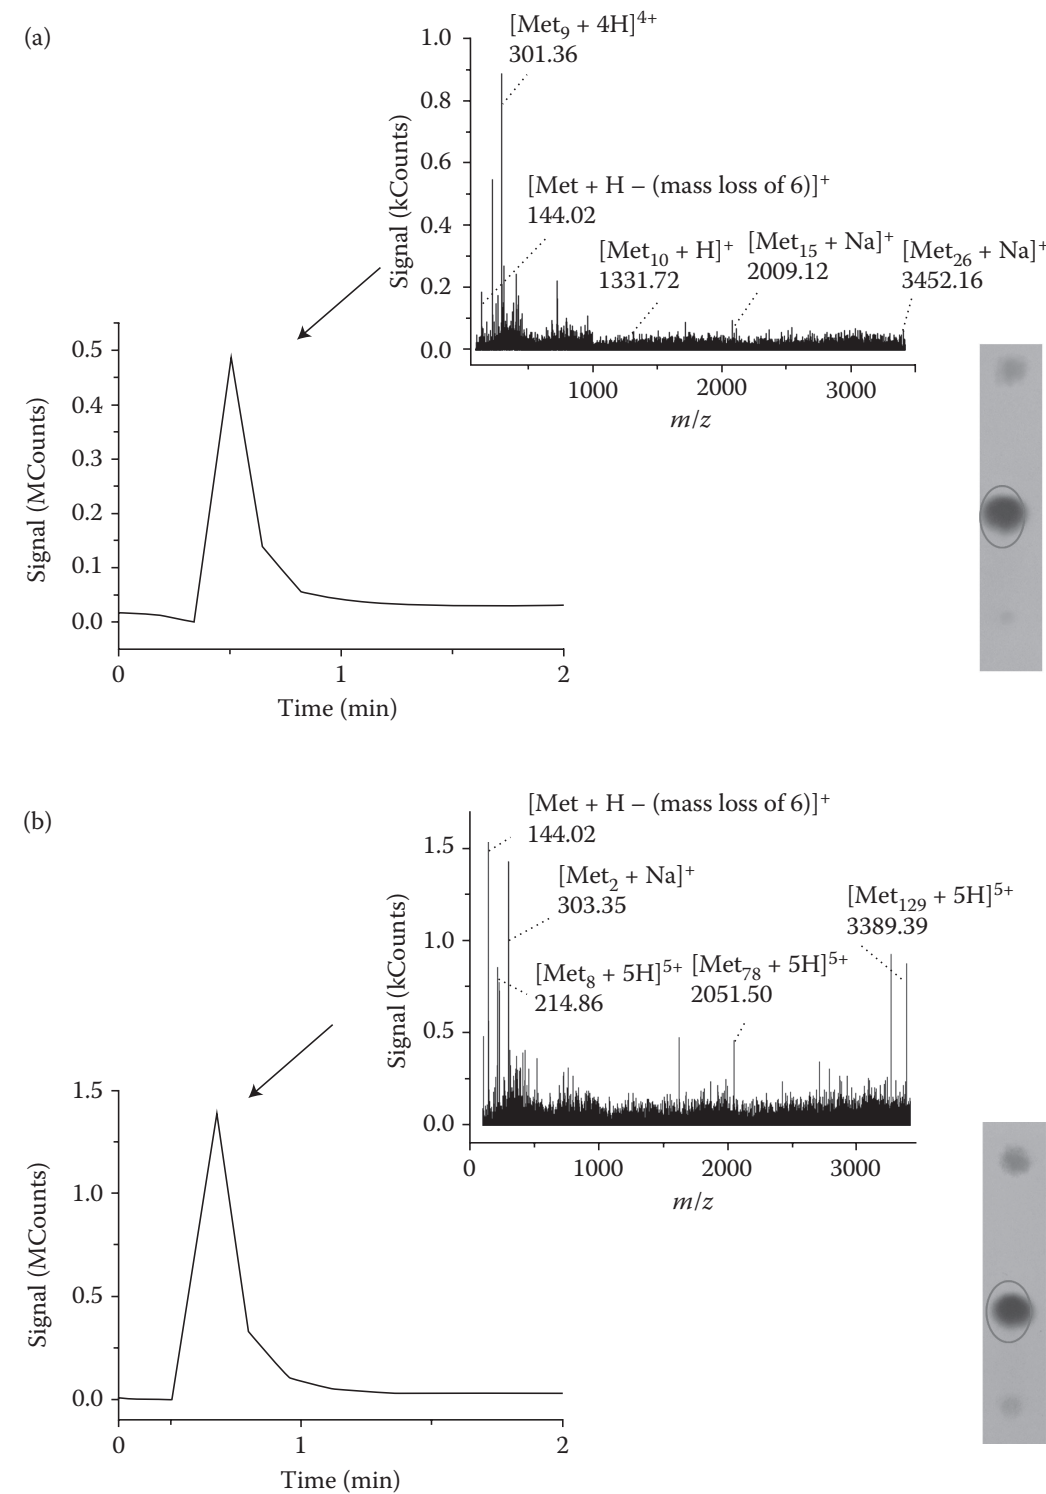 (a)
[Met9 + 4H]4+
301.36
[Met + H – (mass loss of 6)]+
144.02
[Met10 + H]+
1331.72
[Met15 + Na]+
2009.12
[Met26 + Na]+
3452.16
Signal (kCounts)
1.0
0.8
0.6
0.4
0.2
0.0
1000 2000 3000
m/z
Signal (MCounts)
0.5
0.4
0.3
0.2
0.1
0.0
0 1 2
Time (min)
(b)
[Met + H – (mass loss of 6)]+
144.02
[Met2 + Na]+
303.35
[Met8 + 5H]5+
214.86
[Met78 + 5H]5+
2051.50
[Met129 + 5H]5+
3389.39
Signal (kCounts)
1.5
1.0
0.5
0.0
0 1000 2000 3000
m/z
Signal (MCounts)
1.5
1.0
0.5
0.0
0 1 2
Time (min)